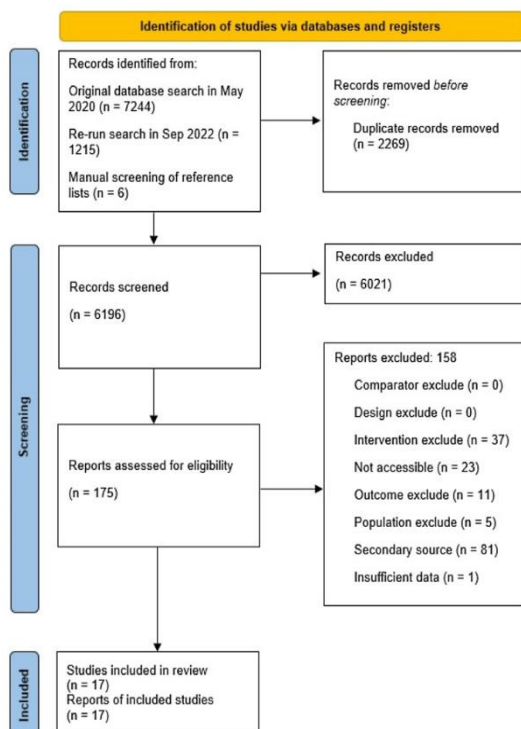 Identification of studies via databases and registers
Identification
Records identified from:
Original database search in May
2020 (n = 7244)
Re-run search in Sep 2022 (n =
1215)
Manual screening of reference
lists (n = 6)
Records removed before
screening:
Duplicate records removed
(n = 2269)
Screening
Records screened
(n = 6196)
Records excluded
(n = 6021)
Reports assessed for eligibility
(n = 175)
Reports excluded: 158
Comparator exclude (n = 0)
Design exclude (n = 0)
Intervention exclude (n = 37)
Not accessible (n = 23)
Outcome exclude (n = 11)
Population exclude (n = 5)
Secondary source (n = 81)
Insufficient data (n = 1)
Included
Studies included in review
(n = 17)
Reports of included studies
(n = 17)